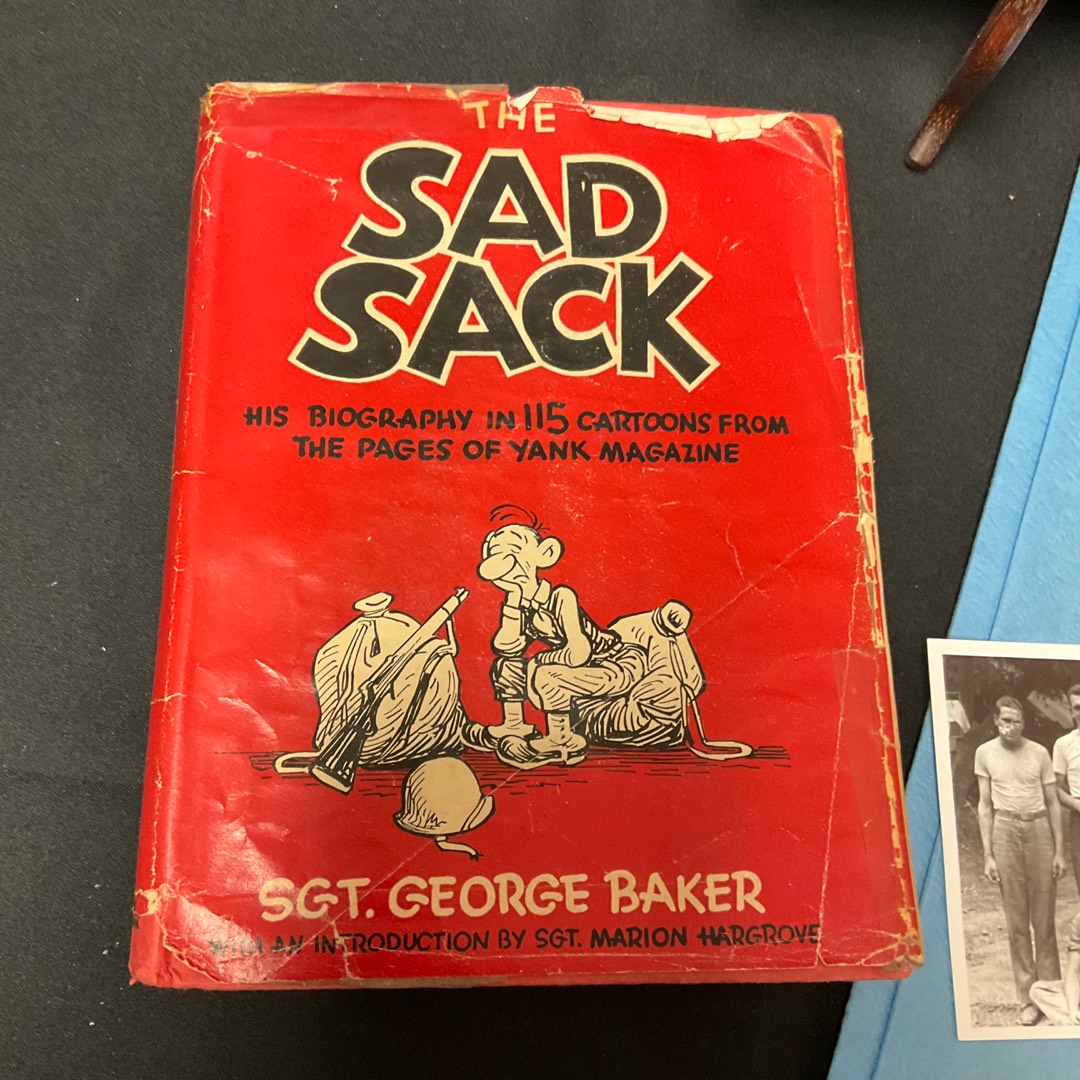 THE
SAD
SACK
HIS BIOGRAPHY IN 115 CARTOONS FROM
THE PAGES OF YANK MAGAZINE
SGT. GEORGE BAKER
WITH AN INTRODUCTION BY SGT. MARION HARGROVE